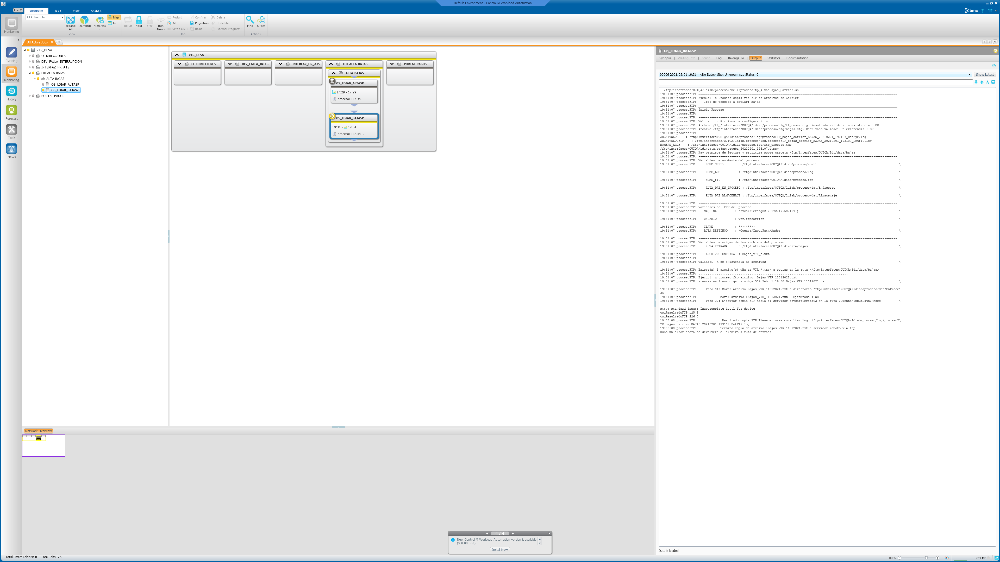 Default Environment - Control-M Workload Automation
File
Viewpoint
Tools
View
Analysis
bmc
?
All Active Jobs
Expand All
Rearrange
Hierarchy
Map
List
View
Rerun
Hold
Free
Run Now
Restart
Kill
Set to OK
Confirm
Projection
React
Delete
Undelete
External Programs
Job
Find
Order
Actions
Monitoring
Planning
Monitoring
History
Forecast
Tools
News
All Active Jobs
VTR_DESA
CC-DIRECCIONES
DEV_FALLA_INTERRUPCION
INTERFAZ_HR_ATS
LDI-ALTA-BAJAS
ALTA-BAJAS
OS_LDIAB_ALTASP
OS_LDIAB_BAJASP
PORTAL-PAGOS
VTR_DESA
CC-DIRECCIONES
DEV_FALLA_INTE...
INTERFAZ_HR_ATS
LDI-ALTA-BAJAS
PORTAL-PAGOS
ALTA-BAJAS
OS_LDIAB_ALTASP
17:29 - 17:29
procesoETLA.sh
OS_LDIAB_BAJASP
19:31 - 19:34
procesoETLA.sh B
Network Overview
4 / 4
New Control-M Workload Automation version is available
(9.0.00.300)
Install Now
OS_LDIAB_BAJASP
Synopsis | Waiting Info | Script | Log | Belongs To | Output | Statistics | Documentation
00006 2021/02/01 19:31 - <No Date> Size: Unknown size Status: 0
Show Latest
A
+ /ftp/interfaces/OUTQA/ldiab/proceso/shell/procesoFtp_AltasBajas_Carrier.sh B
19:31:07 procesoFTP: =============================================================================================================
19:31:07 procesoFTP: Ejecuci  n Proceso copia via FTP de archivos de Carrier
19:31:07 procesoFTP:    Tipo de proceco a copiar: Bajas
19:31:07 procesoFTP: _____________________________________________________________________________________________________________
19:31:07 procesoFTP: Inicio Proceso
19:31:07 procesoFTP:
19:31:07 procesoFTP: -------------------------------------------------------------------------------------------------------------
19:31:07 procesoFTP: Validaci  n Archivos de configuraci  n
19:31:07 procesoFTP: Archivo /ftp/interfaces/OUTQA/ldiab/proceso/cfg/ftp_user.cfg. Resultado validaci  n existencia : OK
19:31:07 procesoFTP: Archivo /ftp/interfaces/OUTQA/ldiab/proceso/cfg/bajas.cfg. Resultado validaci  n existencia : OK
19:31:07 procesoFTP: -------------------------------------------------------------------------------------------------------------
ARCHIVOLOG    : /ftp/interfaces/OUTQA/ldiab/proceso/log/procesoFTP_bajas_carrier_BAJAS_20210201_193107_DetEje.log
ARCHIVOLOGFTP    : /ftp/interfaces/OUTQA/ldiab/proceso/log/procesoFTP_bajas_carrier_BAJAS_20210201_193107_DetFTP.log
NOMBRE_ARCH    : /ftp/interfaces/OUTQA/ldiab/proceso/ftp/ftp_proceso.tmp
/ftp/interfaces/OUTQA/ldi/data/bajas/prueba_20210201_193107.dummy
19:31:07 procesoFTP: Hay permisos de lectura y escritura sobre carpeta /ftp/interfaces/OUTQA/ldi/data/bajas
19:31:07 procesoFTP: -------------------------------------------------------------------------------------------------------------
19:31:07 procesoFTP: Variables de ambiente del proceso
19:31:07 procesoFTP:     HOME_SHELL        : /ftp/interfaces/OUTQA/ldiab/proceso/shell \
19:31:07 procesoFTP:     HOME_LOG          : /ftp/interfaces/OUTQA/ldiab/proceso/log \
19:31:07 procesoFTP:     HOME_FTP          : /ftp/interfaces/OUTQA/ldiab/proceso/ftp \
19:31:07 procesoFTP:     RUTA_DAT_EN_PROCESO : /ftp/interfaces/OUTQA/ldiab/proceso/dat/EnProceso \
19:31:07 procesoFTP:     RUTA_DAT_ALMACENAJE : /ftp/interfaces/OUTQA/ldiab/proceso/dat/Almacenaje \
19:31:07 procesoFTP: -------------------------------------------------------------------------------------------------------------
19:31:07 procesoFTP: Variables del FTP del proceso
19:31:07 procesoFTP:    MAQUINA          : srvcarrierstg02 ( 172.17.58.199 ) \
19:31:07 procesoFTP:    USUARIO          : vtr/ftpcarrier \
19:31:07 procesoFTP:    CLAVE            : *********
19:31:07 procesoFTP:    RUTA DESTINOO    : /Cuenta/InputPath/Andes \
19:31:07 procesoFTP: -------------------------------------------------------------------------------------------------------------
19:31:07 procesoFTP: Variables de origen de los archivos del proceso
19:31:07 procesoFTP:     RUTA ENTRADA      : /ftp/interfaces/OUTQA/ldi/data/bajas \
19:31:07 procesoFTP:     ARCHIVOS ENTRADA  : Bajas_VTR_*.txt
19:31:07 procesoFTP: -------------------------------------------------------------------------------------------------------------
19:31:07 procesoFTP: validaci  n de existencia de archivos \
19:31:07 procesoFTP: Existe(n) 1 archivo(s) <Bajas_VTR_*.txt> a copiar en la ruta </ftp/interfaces/OUTQA/ldi/data/bajas>
19:31:07 procesoFTP: ..................................................................................
19:31:07 procesoFTP: Ejecuci  n proceso ftp archivo: Bajas_VTR_11012021.txt
19:31:07 procesoFTP: -rw-rw-r-- 1 usroutqa usroutqa 559 Feb  1 19:30 Bajas_VTR_11012021.txt \
19:31:07 procesoFTP:     Paso 01: Mover archivo Bajas_VTR_11012021.txt a directorio /ftp/interfaces/OUTQA/ldiab/proceso/dat/EnProce\
so
19:31:07 procesoFTP:             Mover archivo :Bajas_VTR_11012021.txt - Ejecutado : OK
19:31:07 procesoFTP:     Paso 02: Ejecutar copia FTP hacia el servidor srvcarrierstg02 en la ruta /Cuenta/InputPath/Andes \
stty: standard input: Inappropriate ioctl for device
codResultadoFTP_125 1
codResultadoFTP_226 0
19:33:08 procesoFTP:              Resultado copia FTP Tiene errores consultar log: /ftp/interfaces/OUTQA/ldiab/proceso/log/procesoF\
TP_bajas_carrier_BAJAS_20210201_193107_DetFTP.log
19:33:08 procesoFTP:             Termino copia de archivo :Bajas_VTR_11012021.txt a servidor remoto via ftp
Hubo un error ahora se devolvera el archivo a ruta de entrada
Data is loaded
Total Smart Folders: 0    Total Jobs: 25
100%
254 MB